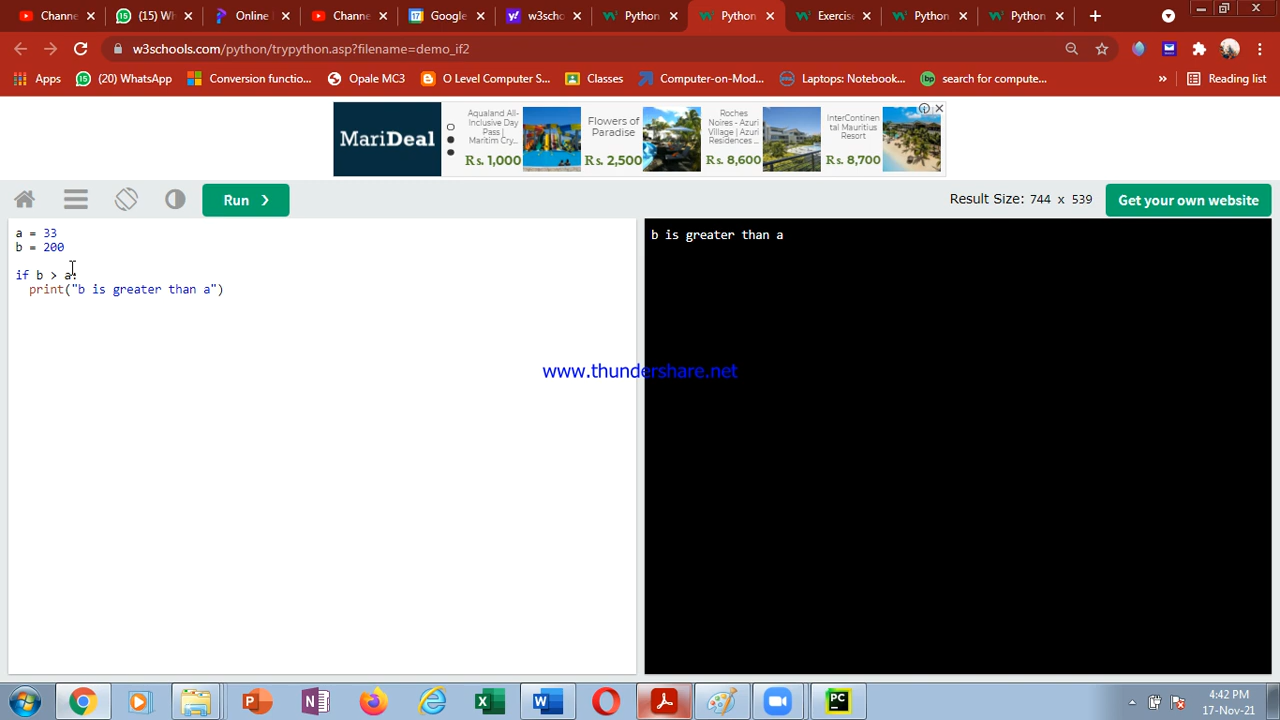 Channe
(15) Wh
Online
Channe
Google
w3scho
Python
Python
Exercis
Python
Python
w3schools.com/python/trypython.asp?filename=demo_if2
Apps
(20) WhatsApp
Conversion functio...
Opale MC3
O Level Computer S...
Classes
Computer-on-Mod...
Laptops: Notebook...
search for compute...
»
Reading list
MariDeal
Aqualand All-
Inclusive Day
Pass |
Maritim Cry...
Rs. 1,000
Flowers of
Paradise
Rs. 2,500
Roches
Noires - Azuri
Village | Azuri
Residences ...
Rs. 8,600
InterContinen
tal Mauritius
Resort
Rs. 8,700
Run ❯
Result Size: 744 x 539
Get your own website
a = 33
b = 200
if b > a:
print("b is greater than a")
b is greater than a
www.thundershare.net
4:42 PM
17-Nov-21